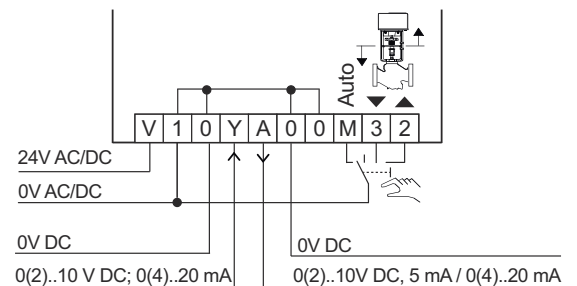 Auto
V 1 0 Y A 0 0 M 3 2
24V AC/DC
0V AC/DC
0V DC
0V DC
0(2)..10 V DC; 0(4)..20 mA
0(2)..10V DC, 5 mA / 0(4)..20 mA